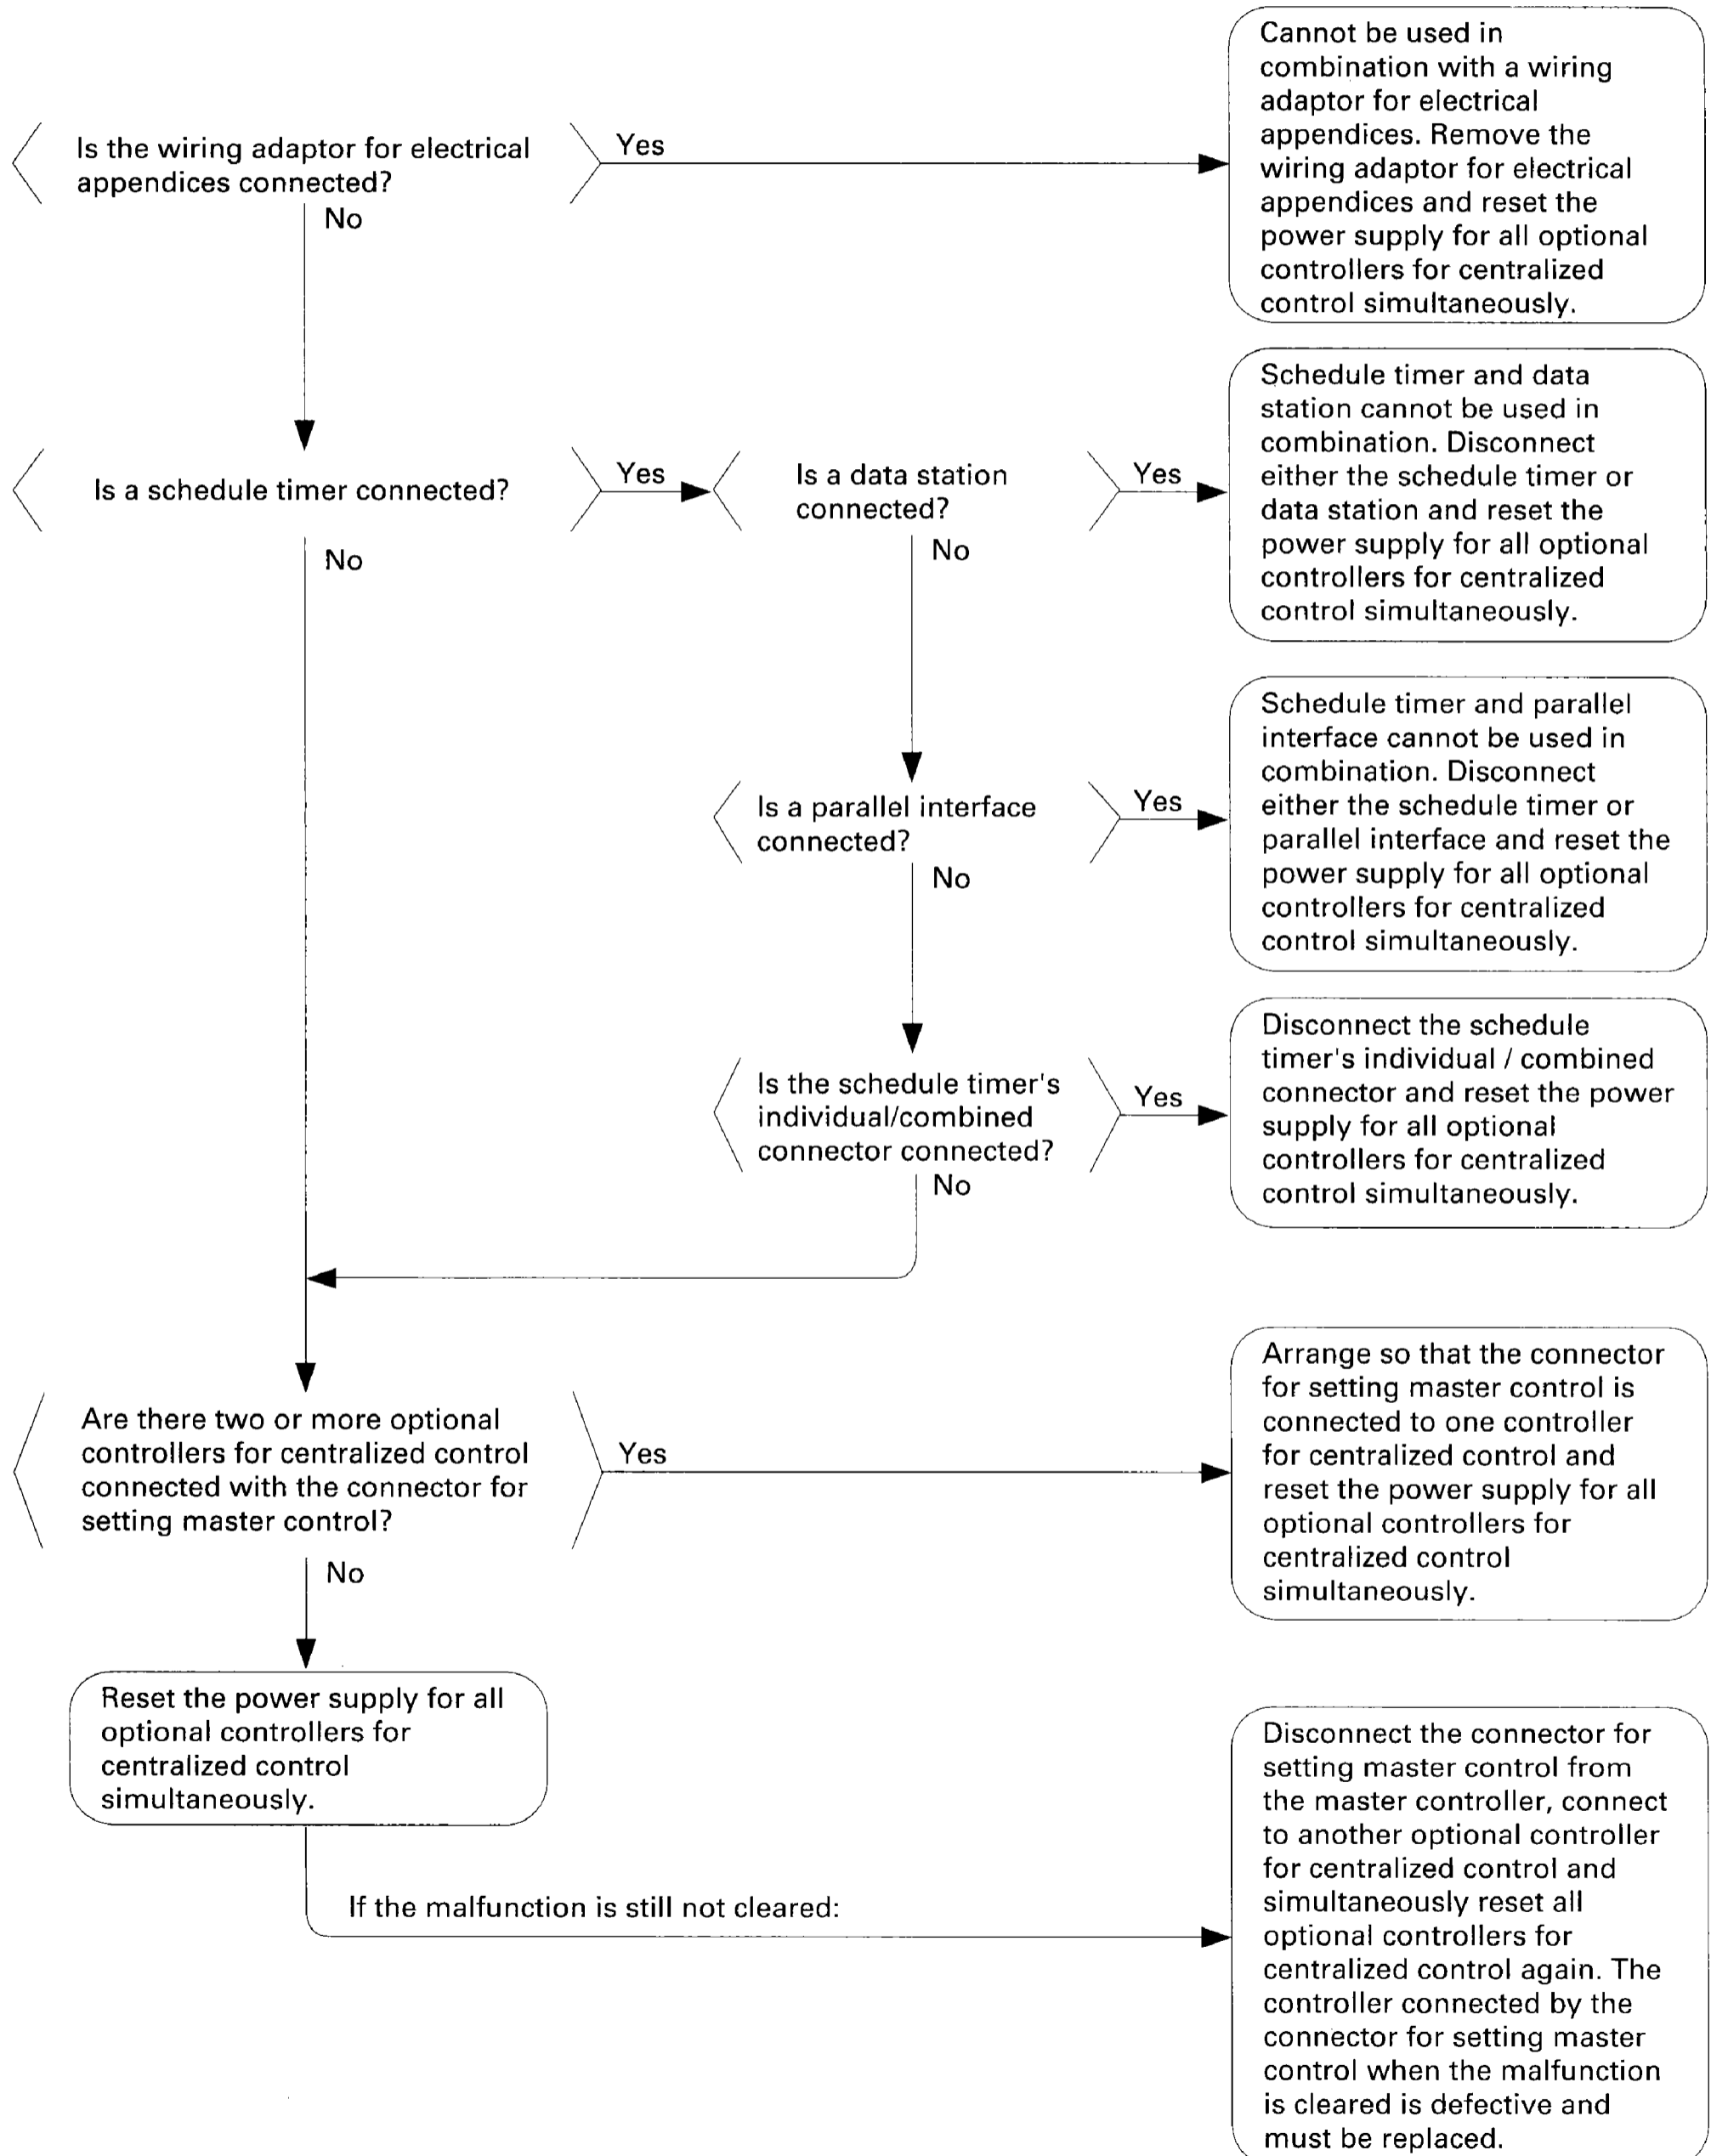 Cannot be used in
combination with a wiring
adaptor for electrical
appendices. Remove the
wiring adaptor for electrical
appendices and reset the
power supply for all optional
controllers for centralized
control simultaneously.
Is the wiring adaptor for electrical
appendices connected?
Yes
No
Is a schedule timer connected?
Yes
No
Is a data station
connected?
Yes
No
Schedule timer and data
station cannot be used in
combination. Disconnect
either the schedule timer or
data station and reset the
power supply for all optional
controllers for centralized
control simultaneously.
Is a parallel interface
connected?
Yes
No
Schedule timer and parallel
interface cannot be used in
combination. Disconnect
either the schedule timer or
parallel interface and reset the
power supply for all optional
controllers for centralized
control simultaneously.
Is the schedule timer's
individual/combined
connector connected?
Yes
No
Disconnect the schedule
timer's individual / combined
connector and reset the power
supply for all optional
controllers for centralized
control simultaneously.
Are there two or more optional
controllers for centralized control
connected with the connector for
setting master control?
Yes
No
Arrange so that the connector
for setting master control is
connected to one controller
for centralized control and
reset the power supply for all
optional controllers for
centralized control
simultaneously.
Reset the power supply for all
optional controllers for
centralized control
simultaneously.
If the malfunction is still not cleared:
Disconnect the connector for
setting master control from
the master controller, connect
to another optional controller
for centralized control and
simultaneously reset all
optional controllers for
centralized control again. The
controller connected by the
connector for setting master
control when the malfunction
is cleared is defective and
must be replaced.